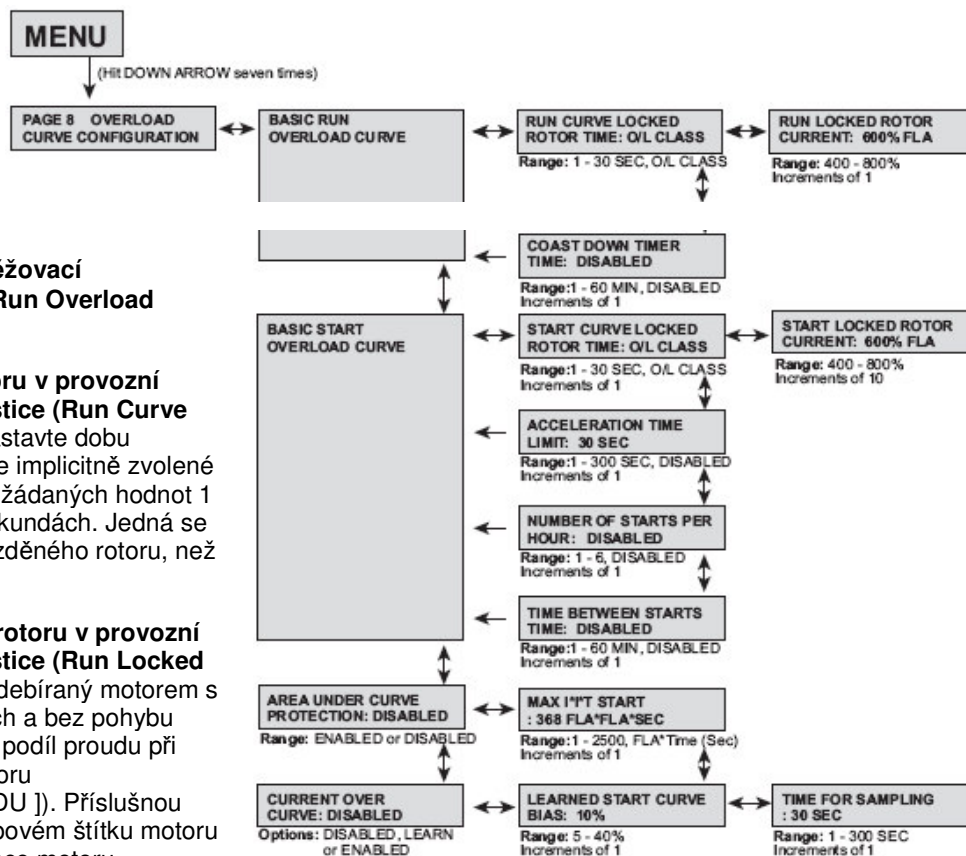 MENU
(Hit DOWN ARROW seven times)
PAGE 8 OVERLOAD
CURVE CONFIGURATION
BASIC RUN
OVERLOAD CURVE
RUN CURVE LOCKED
ROTOR TIME: O/L CLASS
Range: 1 - 30 SEC, O/L CLASS
RUN LOCKED ROTOR
CURRENT: 600% FLA
Range: 400 - 800%
Increments of 1
COAST DOWN TIMER
TIME: DISABLED
Range:1 - 60 MIN, DISABLED
Increments of 1
BASIC START
OVERLOAD CURVE
START CURVE LOCKED
ROTOR TIME: O/L CLASS
Range:1 - 30 SEC, O/L CLASS
Increments of 1
START LOCKED ROTOR
CURRENT: 600% FLA
Range: 400 - 800%
Increments of 10
ACCELERATION TIME
LIMIT: 30 SEC
Range:1 - 300 SEC, DISABLED
Increments of 1
NUMBER OF STARTS PER
HOUR: DISABLED
Range: 1 - 6, DISABLED
Increments of 1
TIME BETWEEN STARTS
TIME: DISABLED
Range:1 - 60 MIN, DISABLED
Increments of 1
AREA UNDER CURVE
PROTECTION: DISABLED
Range: ENABLED or DISABLED
MAX I*I*T START
: 368 FLA*FLA*SEC
Range:1 - 2500, FLA*Time (Sec)
Increments of 1
CURRENT OVER
CURVE: DISABLED
Options: DISABLED, LEARN
or ENABLED
LEARNED START CURVE
BIAS: 10%
Range: 5 - 40%
Increments of 1
TIME FOR SAMPLING
: 30 SEC
Range: 1 - 300 SEC
Increments of 1
ěžovací
Run Overload
oru v provozní
stice (Run Curve
astavte dobu
e implicitně zvolené
žádaných hodnot 1
kundách. Jedná se
zděného rotoru, než
rotoru v provozní
stice (Run Locked
debíraný motorem s
ch a bez pohybu
podíl proudu při
oru
DU ]). Příslušnou
povém štítku motoru